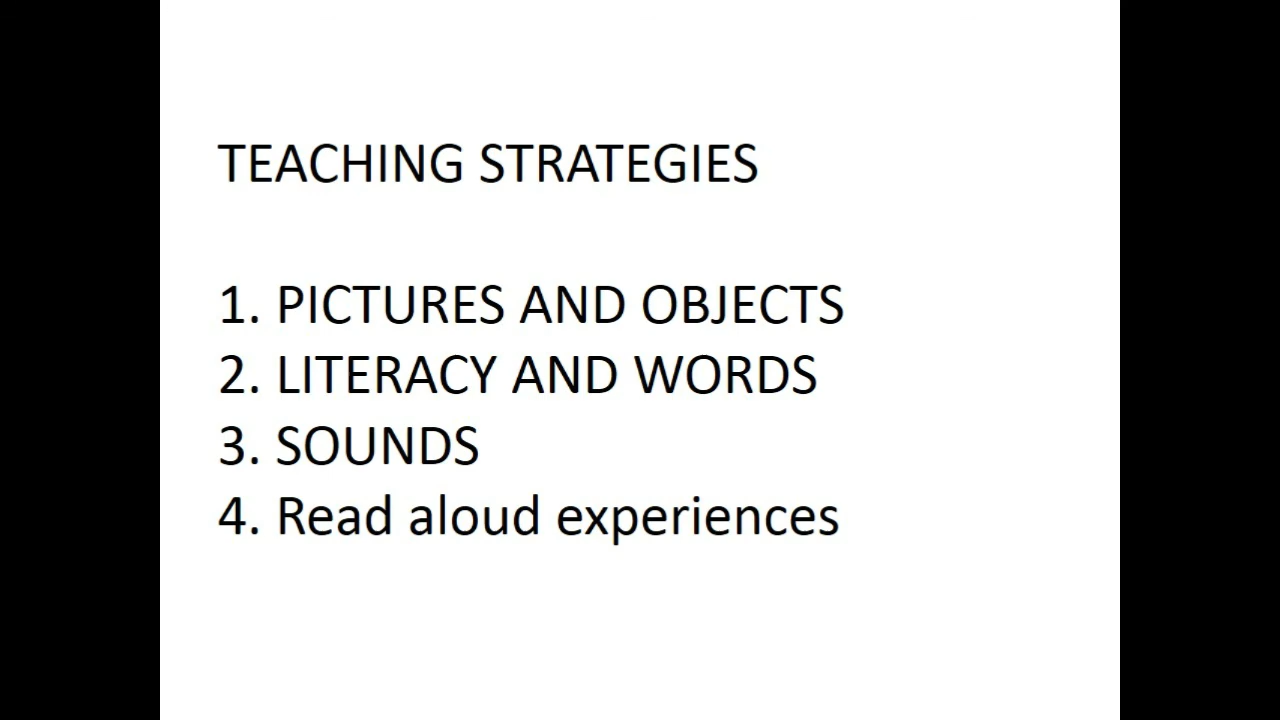 TEACHING STRATEGIES
1. PICTURES AND OBJECTS
2. LITERACY AND WORDS
3. SOUNDS
4. Read aloud experiences